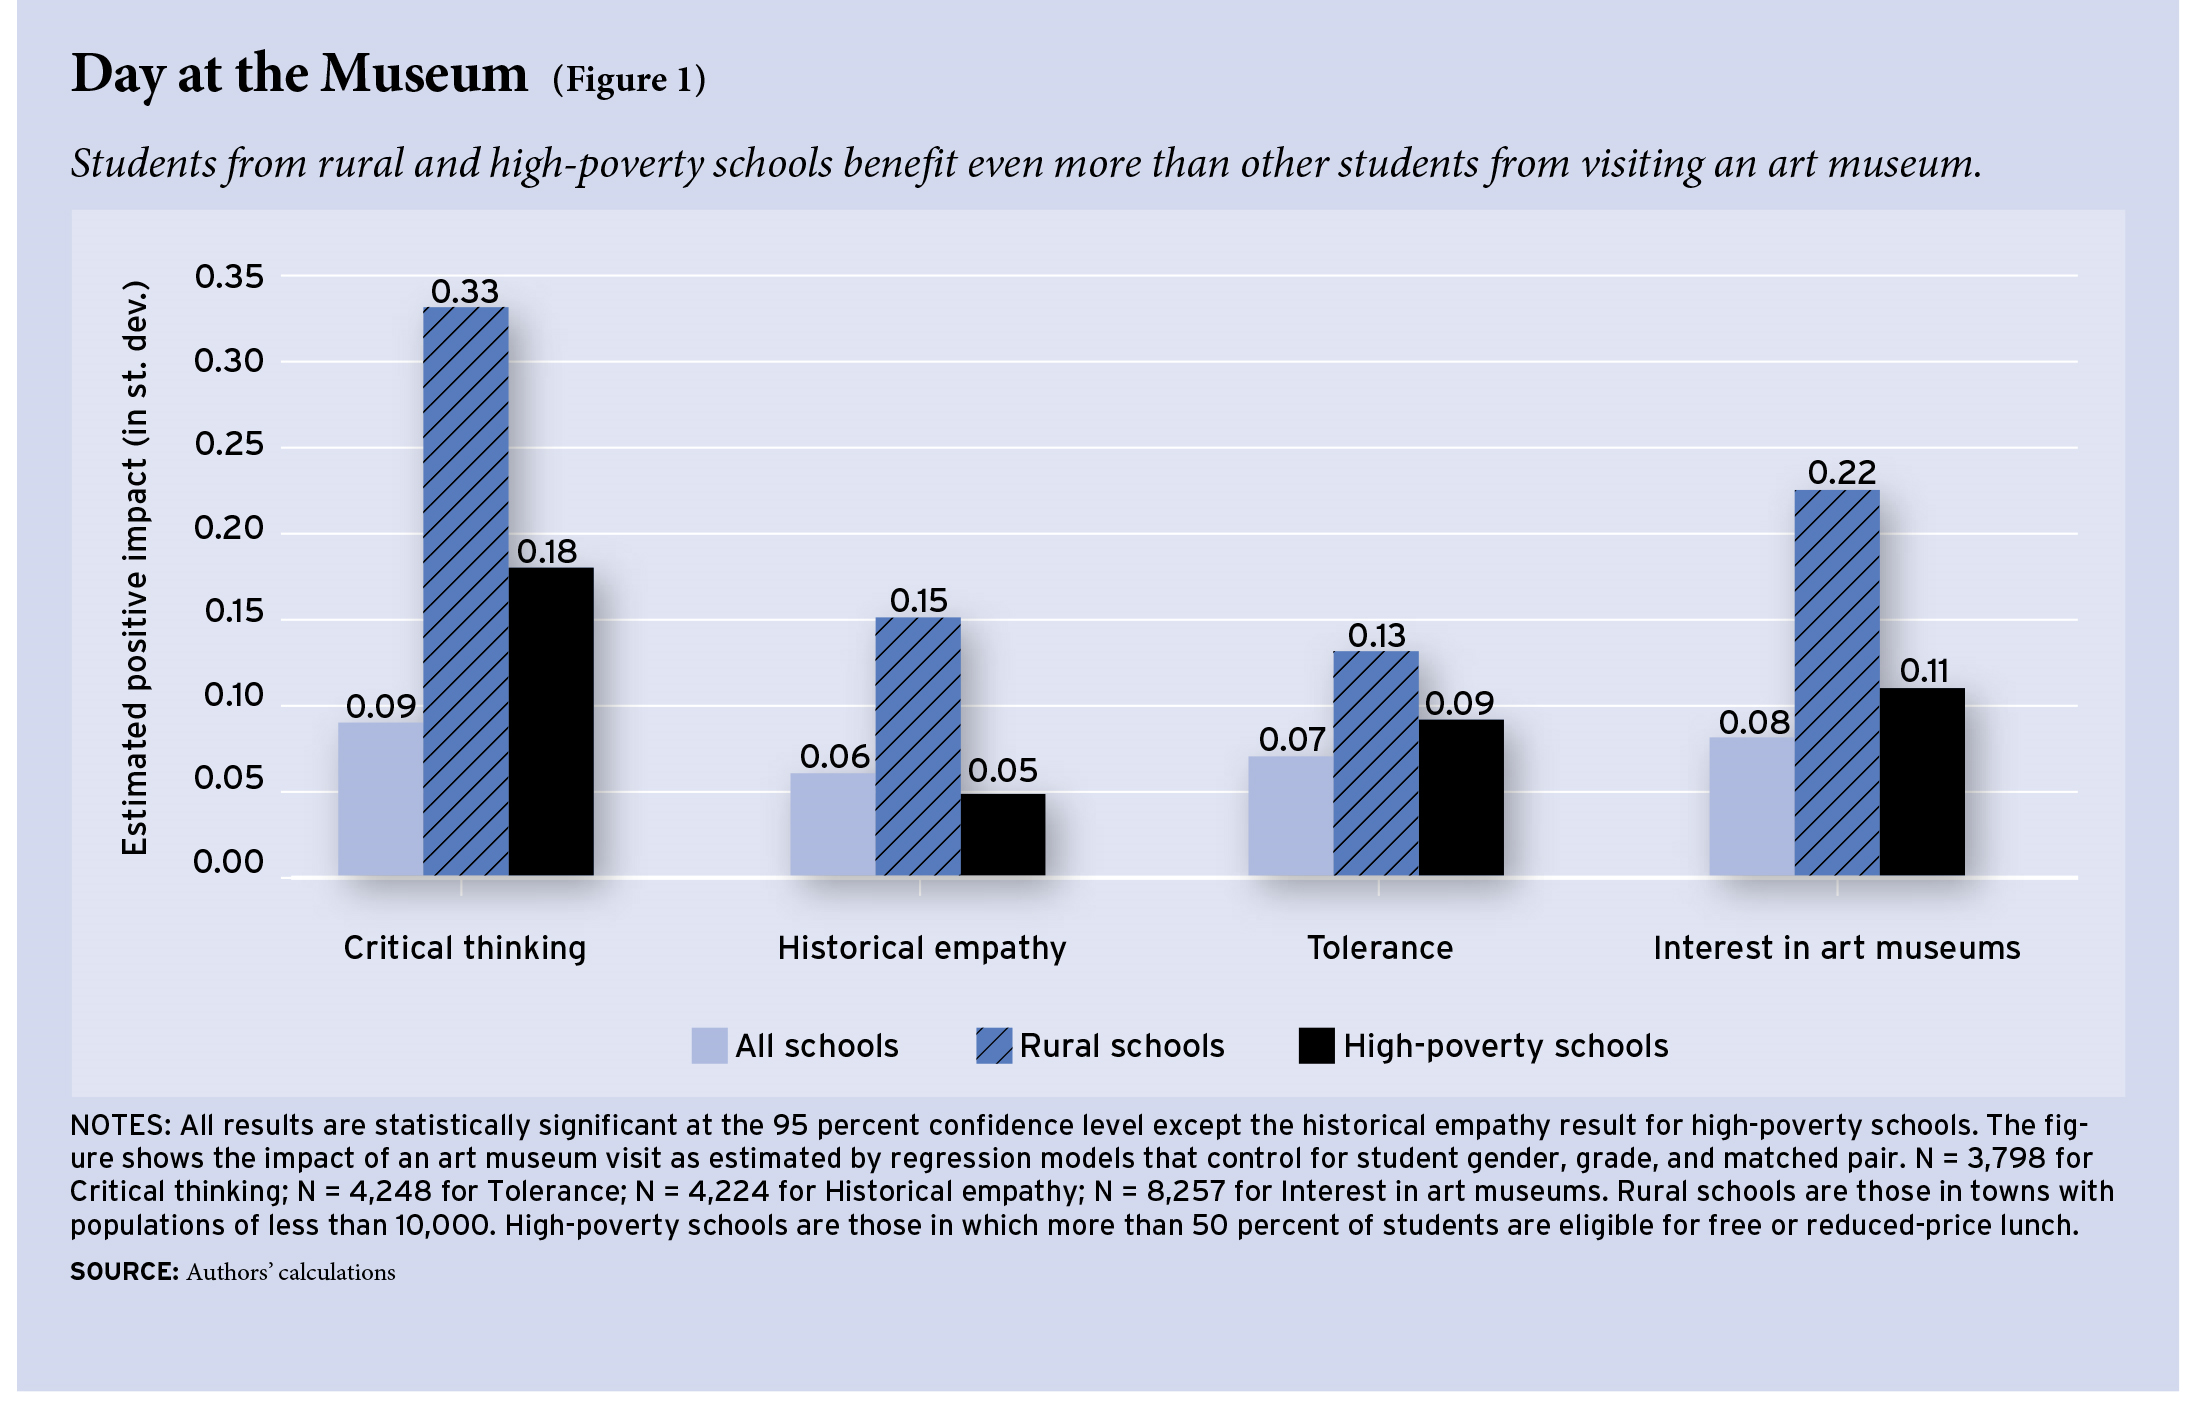 Day at the Museum (Figure 1)
Students from rural and high-poverty schools benefit even more than other students from visiting an art museum.
Estimated positive impact (in st. dev.)
0.35
0.30
0.25
0.20
0.15
0.10
0.05
0.00
0.09
0.33
0.18
0.06
0.15
0.05
0.07
0.13
0.09
0.08
0.22
0.11
Critical thinking
Historical empathy
Tolerance
Interest in art museums
All schools
Rural schools
High-poverty schools
NOTES: All results are statistically significant at the 95 percent confidence level except the historical empathy result for high-poverty schools. The fig-
ure shows the impact of an art museum visit as estimated by regression models that control for student gender, grade, and matched pair. N = 3,798 for
Critical thinking; N = 4,248 for Tolerance; N = 4,224 for Historical empathy; N = 8,257 for Interest in art museums. Rural schools are those in towns with
populations of less than 10,000. High-poverty schools are those in which more than 50 percent of students are eligible for free or reduced-price lunch.
SOURCE: Authors’ calculations